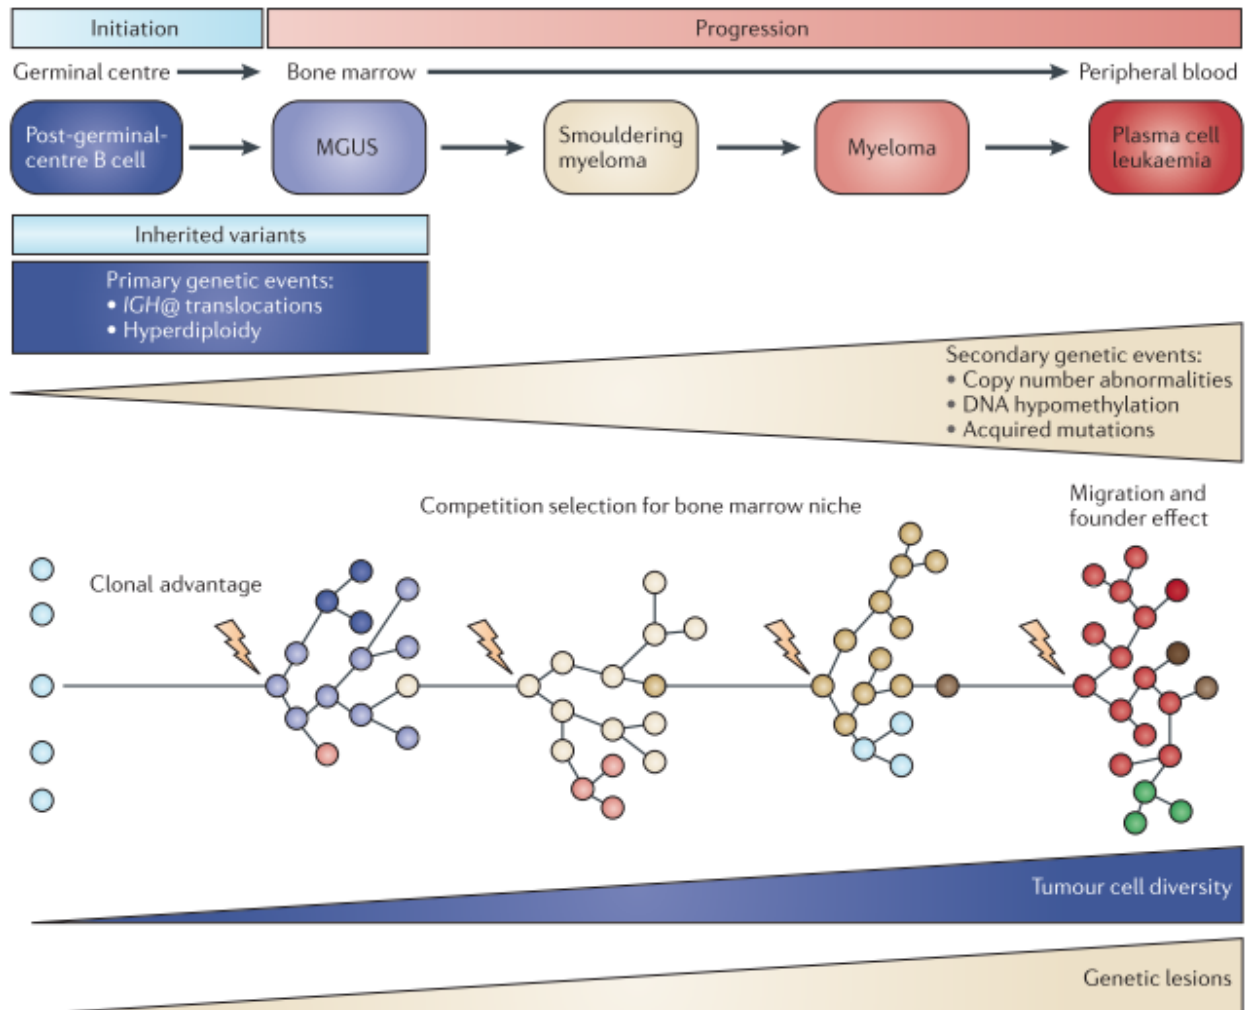 Initiation
Progression
Germinal centre
Bone marrow
Peripheral blood
Post-germinal-
centre B cell
MGUS
Smouldering
myeloma
Myeloma
Plasma cell
leukaemia
Inherited variants
Primary genetic events:
• IGH@ translocations
• Hyperdiploidy
Secondary genetic events:
• Copy number abnormalities
• DNA hypomethylation
• Acquired mutations
Competition selection for bone marrow niche
Migration and
founder effect
Clonal advantage
Tumour cell diversity
Genetic lesions